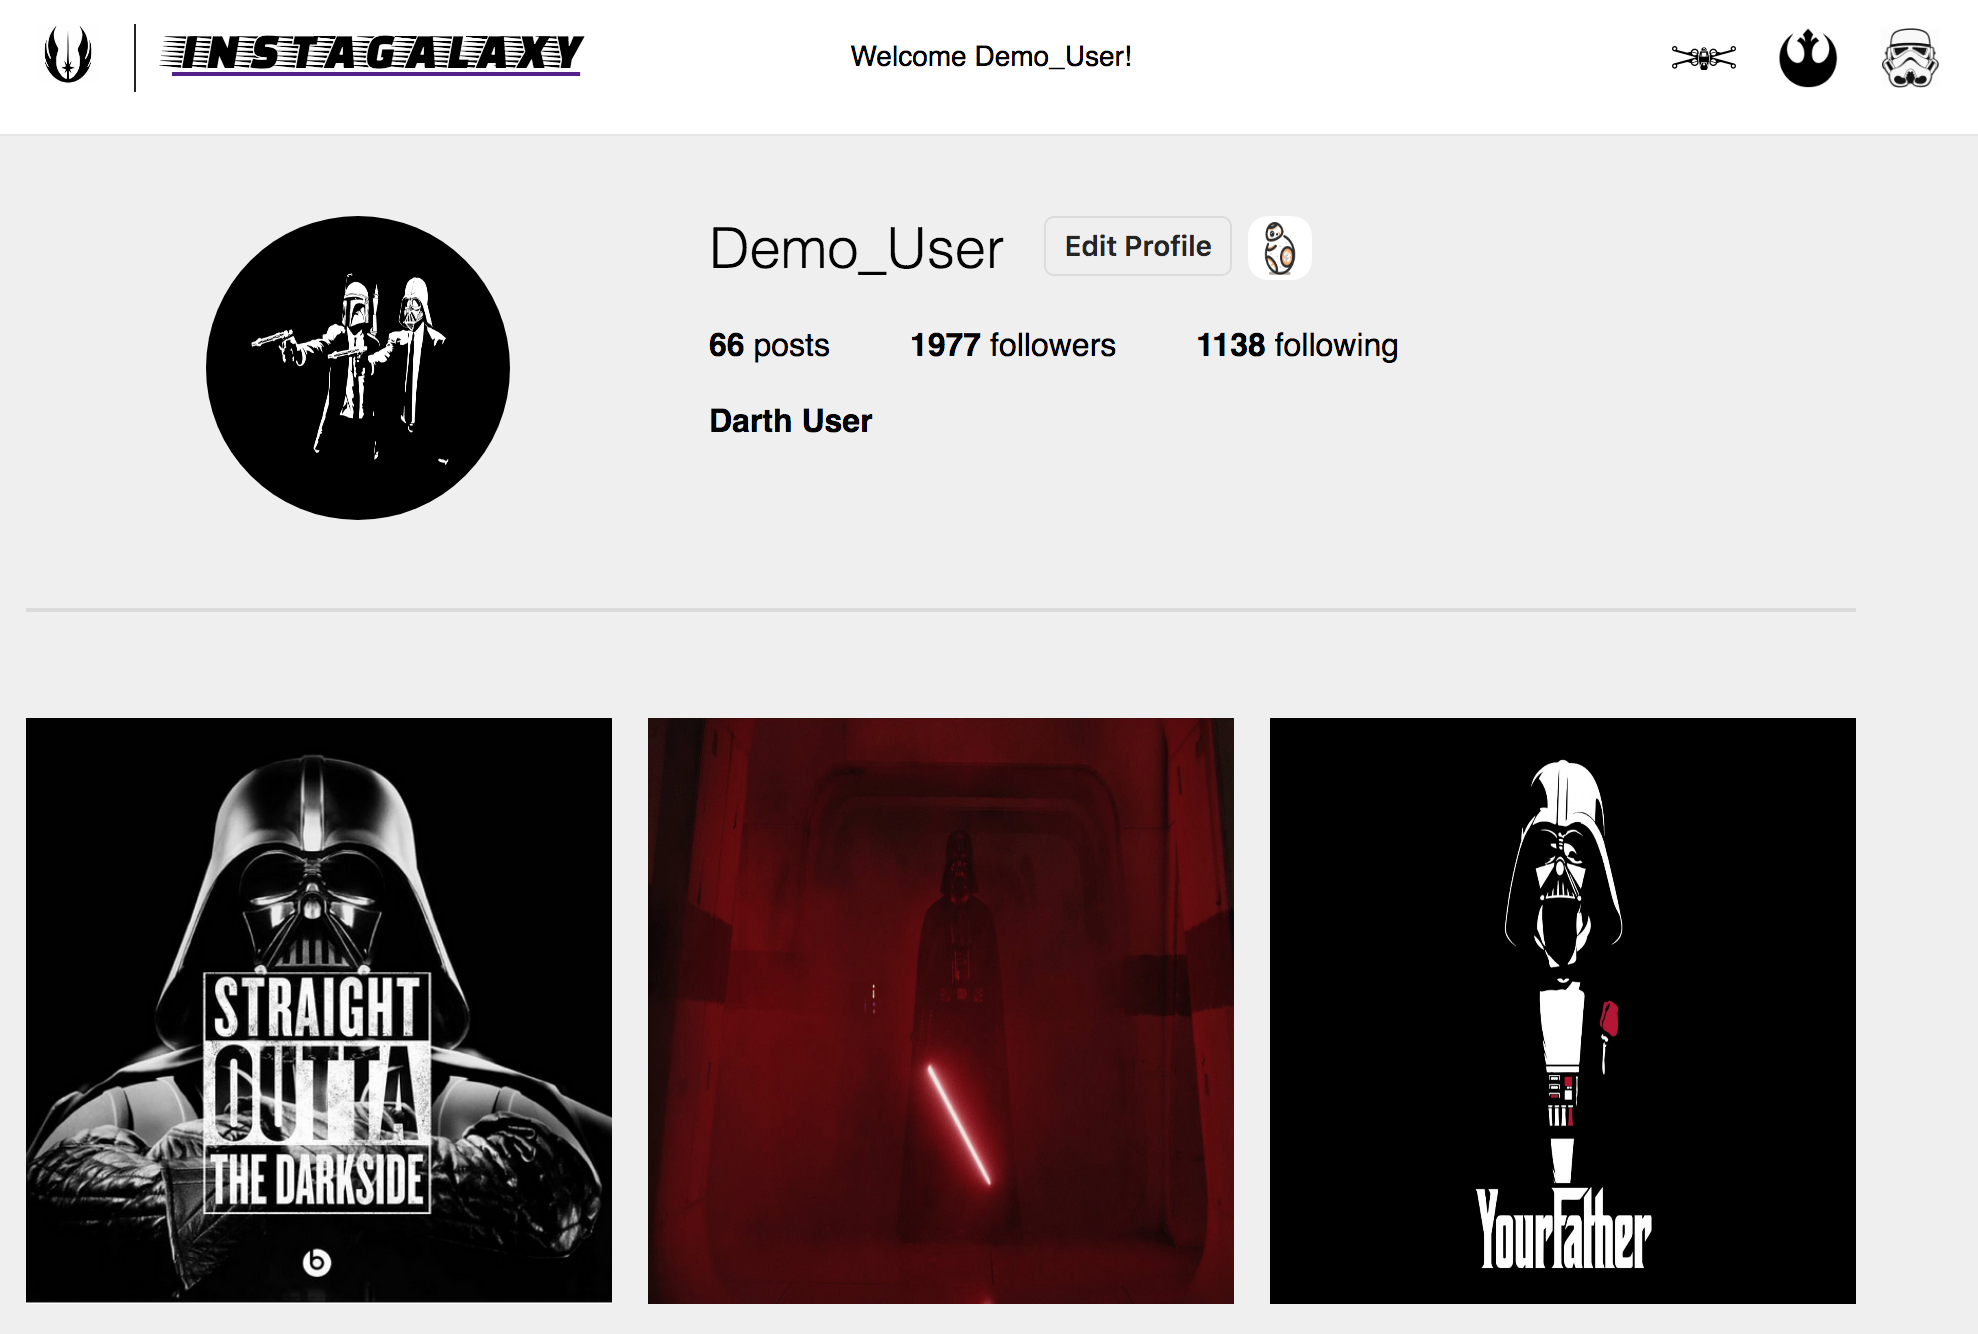 INSTAGALAXY
Welcome Demo_User!
Demo_User
Edit Profile
66 posts 1977 followers 1138 following
Darth User
STRAIGHT
OUTTA
THE DARKSIDE
b
YourFather